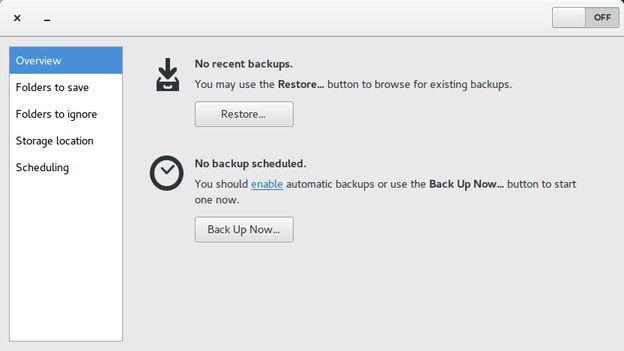 OFF
Overview
Folders to save
Folders to ignore
Storage location
Scheduling
No recent backups.
You may use the Restore... button to browse for existing backups.
Restore...
No backup scheduled.
You should enable automatic backups or use the Back Up Now... button to start
one now.
Back Up Now...